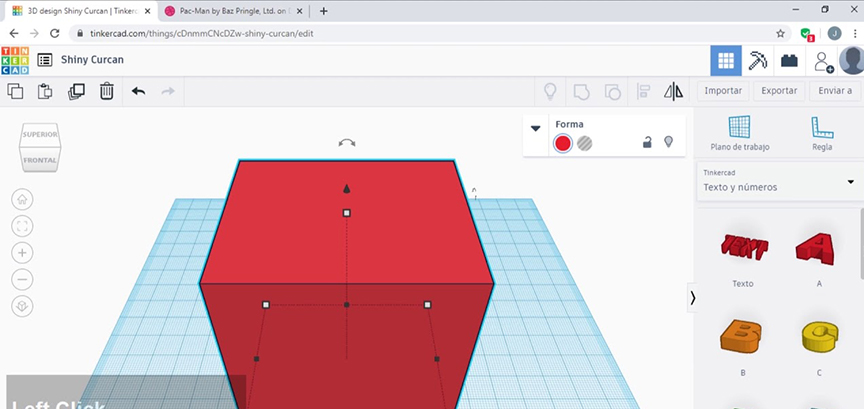 3D design Shiny Curcan | Tinkerc
Pac-Man by Baz Pringle, Ltd. on
tinkercad.com/things/cDnmmCNcDZw-shiny-curcan/edit
J
TIN
KER
CAD
Shiny Curcan
Importar
Exportar
Enviar a
SUPERIOR
FRONTAL
Forma
Plano de trabajo
Regla
Tinkercad
Texto y números
TEXT
A
Texto
A
B
C
B
C
Left Click